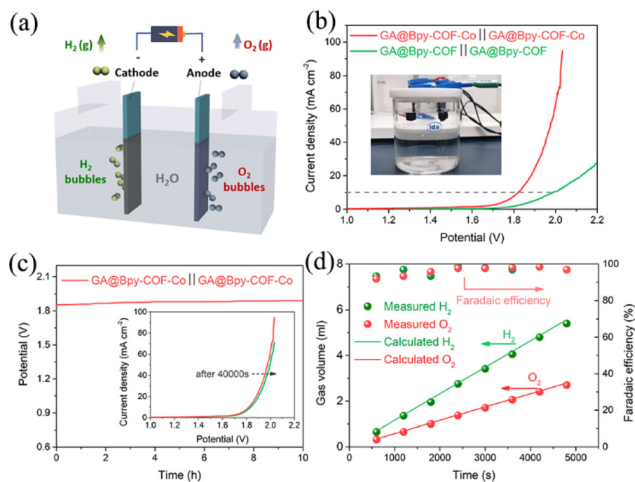 (a)
H₂ (g)
O₂ (g)
- +
Cathode Anode
H₂
bubbles
H₂O
O₂
bubbles
(b)
GA@Bpy-COF-Co||GA@Bpy-COF-Co
GA@Bpy-COF||GA@Bpy-COF
ida
Current density (mA cm⁻²)
100
80
60
40
20
0
1.0 1.2 1.4 1.6 1.8 2.0 2.2
Potential (V)
(c)
GA@Bpy-COF-Co||GA@Bpy-COF-Co
Potential (V)
2.1
1.8
1.5
1.2
0.9
0.6
0 2 4 6 8 10
Time (h)
Current density (mA cm⁻²)
100
80
60
40
20
0
after 40000s
1.0 1.2 1.4 1.6 1.8 2.0 2.2
Potential (V)
(d)
Gas volume (ml)
8
6
4
2
0
Faradaic efficiency
Measured H₂
Measured O₂
Calculated H₂
Calculated O₂
H₂
O₂
0 1000 2000 3000 4000 5000
Time (s)
100
80
60
40
20
0
Faradaic efficiency (%)